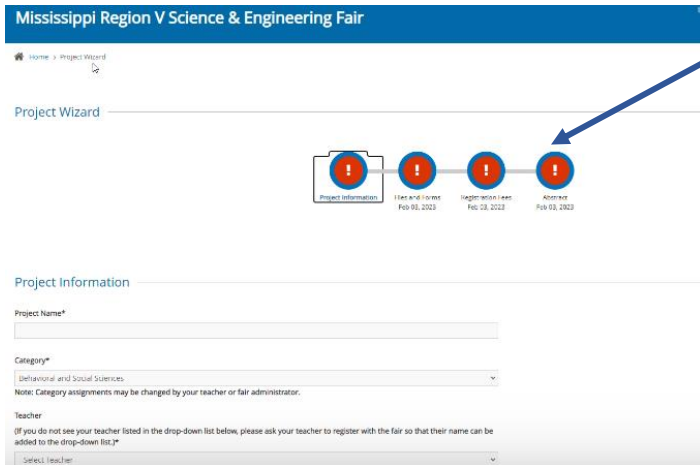 Mississippi Region V Science & Engineering Fair
Home > Project Wizard
Project Wizard
! ! ! !
Project Information Files and Forms Registration Fees Abstract
Feb 03, 2023 Feb 03, 2023 Feb 03, 2023
Project Information
Project Name*
Category*
Behavioral and Social Sciences
Note: Category assignments may be changed by your teacher or fair administrator.
Teacher
(If you do not see your teacher listed in the drop-down list below, please ask your teacher to register with the fair so that their name can be
added to the drop-down list.)*
Select Teacher